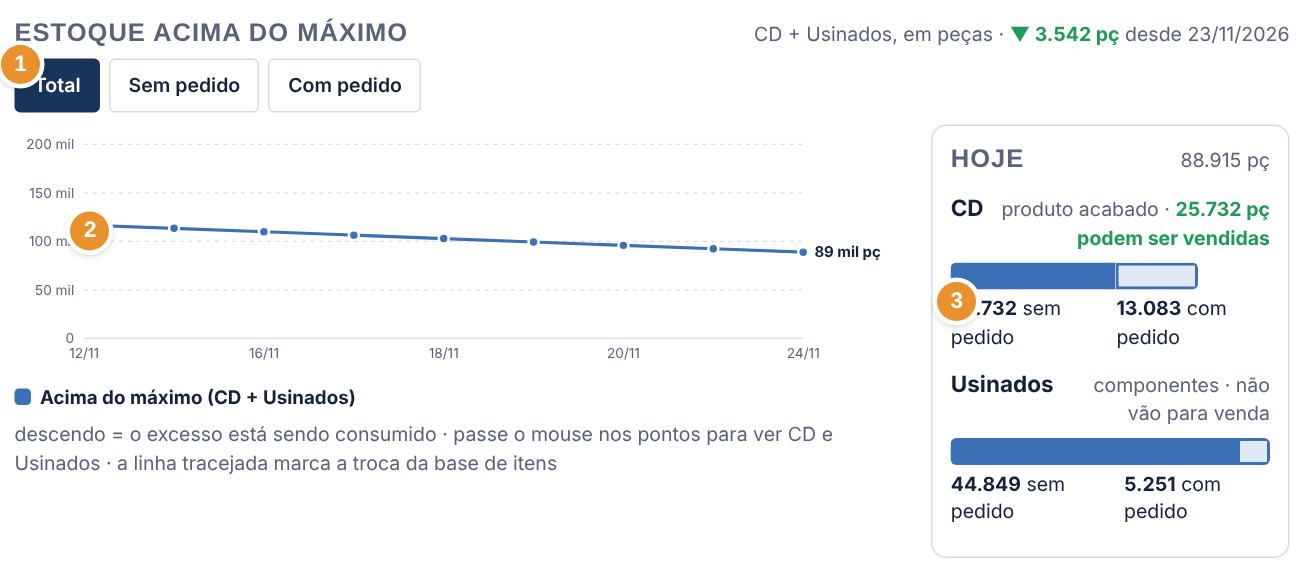 ESTOQUE ACIMA DO MÁXIMO
CD + Usinados, em peças · ▼ 3.542 pç desde 23/11/2026
1
Total
Sem pedido
Com pedido
200 mil
150 mil
100 m
50 mil
0
2
89 mil pç
12/11
16/11
18/11
20/11
24/11
Acima do máximo (CD + Usinados)
descendo = o excesso está sendo consumido · passe o mouse nos pontos para ver CD e
Usinados · a linha tracejada marca a troca da base de itens
HOJE
88.915 pç
CD
produto acabado · 25.732 pç
podem ser vendidas
3
.732 sem
pedido
13.083 com
pedido
Usinados
componentes · não
vão para venda
44.849 sem
pedido
5.251 com
pedido